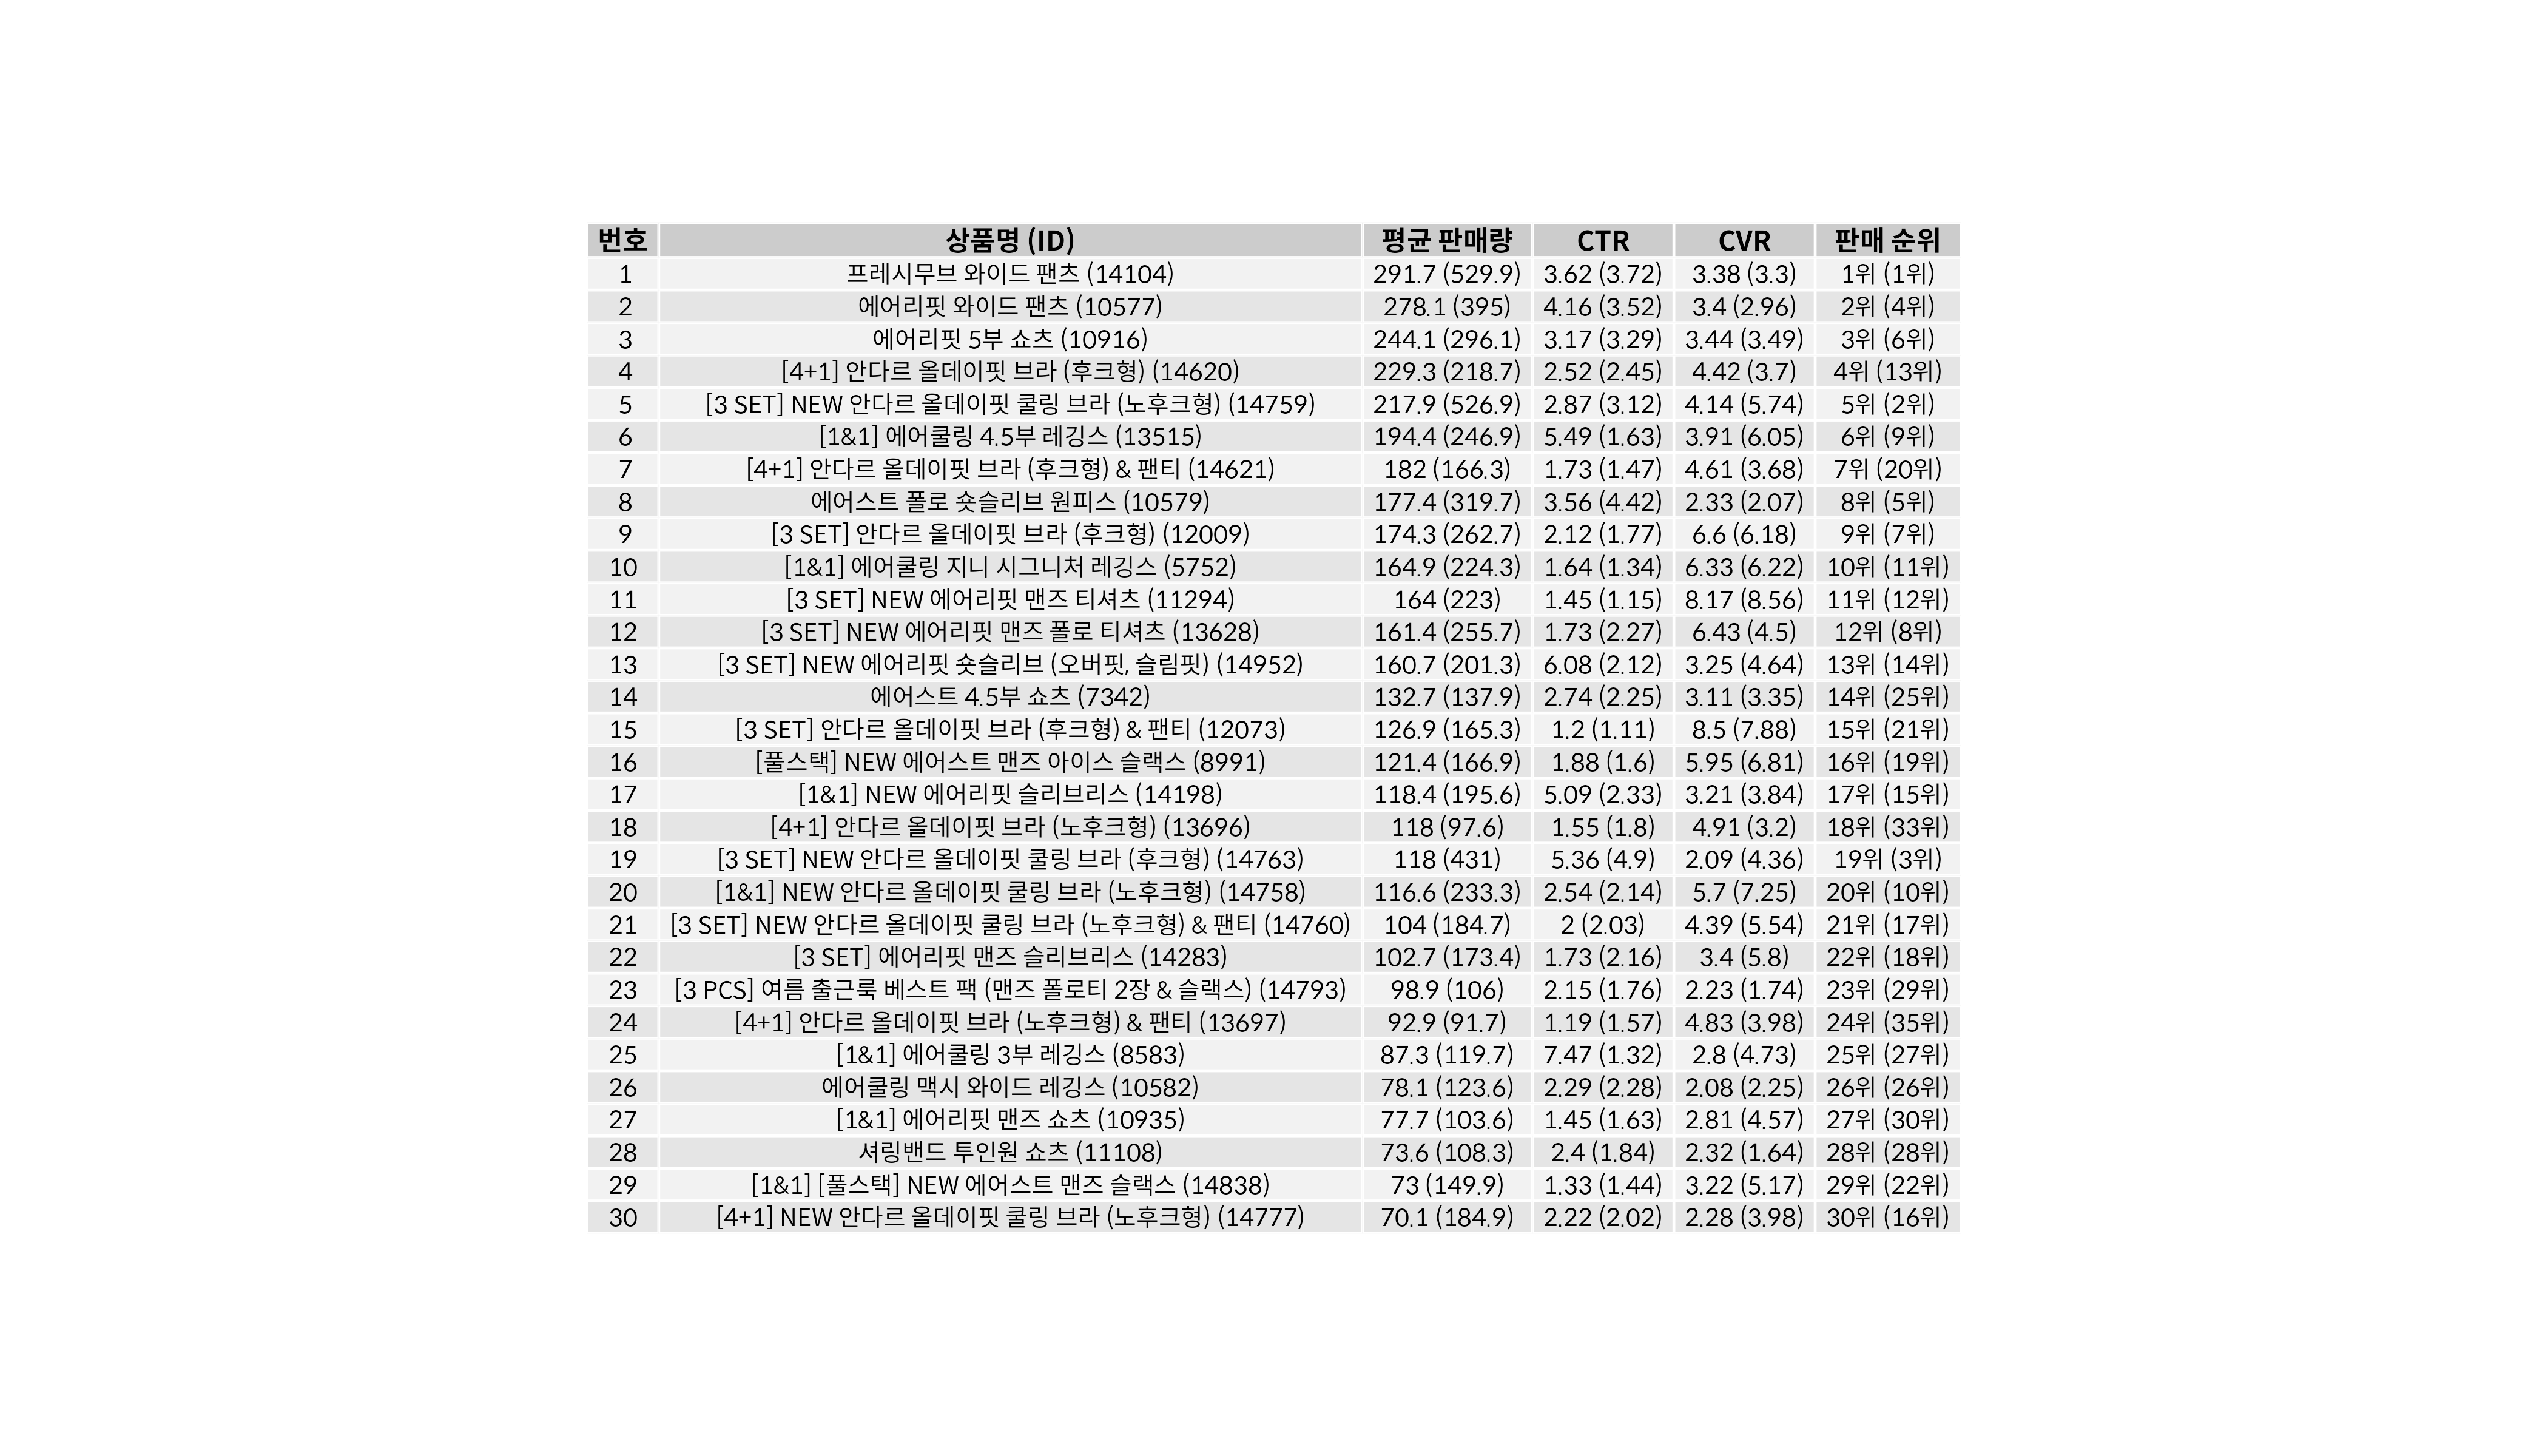 번호 상품명 (ID) 평균 판매량 CTR CVR 판매 순위
1 프레시무브 와이드 팬츠 (14104) 291.7 (529.9) 3.62 (3.72) 3.38 (3.3) 1위 (1위)
2 에어리핏 와이드 팬츠 (10577) 278.1 (395) 4.16 (3.52) 3.4 (2.96) 2위 (4위)
3 에어리핏 5부 쇼츠 (10916) 244.1 (296.1) 3.17 (3.29) 3.44 (3.49) 3위 (6위)
4 [4+1] 안다르 올데이핏 브라 (후크형) (14620) 229.3 (218.7) 2.52 (2.45) 4.42 (3.7) 4위 (13위)
5 [3 SET] NEW 안다르 올데이핏 쿨링 브라 (노후크형) (14759) 217.9 (526.9) 2.87 (3.12) 4.14 (5.74) 5위 (2위)
6 [1&1] 에어쿨링 4.5부 레깅스 (13515) 194.4 (246.9) 5.49 (1.63) 3.91 (6.05) 6위 (9위)
7 [4+1] 안다르 올데이핏 브라 (후크형) & 팬티 (14621) 182 (166.3) 1.73 (1.47) 4.61 (3.68) 7위 (20위)
8 에어스트 폴로 숏슬리브 원피스 (10579) 177.4 (319.7) 3.56 (4.42) 2.33 (2.07) 8위 (5위)
9 [3 SET] 안다르 올데이핏 브라 (후크형) (12009) 174.3 (262.7) 2.12 (1.77) 6.6 (6.18) 9위 (7위)
10 [1&1] 에어쿨링 지니 시그니처 레깅스 (5752) 164.9 (224.3) 1.64 (1.34) 6.33 (6.22) 10위 (11위)
11 [3 SET] NEW 에어리핏 맨즈 티셔츠 (11294) 164 (223) 1.45 (1.15) 8.17 (8.56) 11위 (12위)
12 [3 SET] NEW 에어리핏 맨즈 폴로 티셔츠 (13628) 161.4 (255.7) 1.73 (2.27) 6.43 (4.5) 12위 (8위)
13 [3 SET] NEW 에어리핏 숏슬리브 (오버핏, 슬림핏) (14952) 160.7 (201.3) 6.08 (2.12) 3.25 (4.64) 13위 (14위)
14 에어스트 4.5부 쇼츠 (7342) 132.7 (137.9) 2.74 (2.25) 3.11 (3.35) 14위 (25위)
15 [3 SET] 안다르 올데이핏 브라 (후크형) & 팬티 (12073) 126.9 (165.3) 1.2 (1.11) 8.5 (7.88) 15위 (21위)
16 [풀스택] NEW 에어스트 맨즈 아이스 슬랙스 (8991) 121.4 (166.9) 1.88 (1.6) 5.95 (6.81) 16위 (19위)
17 [1&1] NEW 에어리핏 슬리브리스 (14198) 118.4 (195.6) 5.09 (2.33) 3.21 (3.84) 17위 (15위)
18 [4+1] 안다르 올데이핏 브라 (노후크형) (13696) 118 (97.6) 1.55 (1.8) 4.91 (3.2) 18위 (33위)
19 [3 SET] NEW 안다르 올데이핏 쿨링 브라 (후크형) (14763) 118 (431) 5.36 (4.9) 2.09 (4.36) 19위 (3위)
20 [1&1] NEW 안다르 올데이핏 쿨링 브라 (노후크형) (14758) 116.6 (233.3) 2.54 (2.14) 5.7 (7.25) 20위 (10위)
21 [3 SET] NEW 안다르 올데이핏 쿨링 브라 (노후크형) & 팬티 (14760) 104 (184.7) 2 (2.03) 4.39 (5.54) 21위 (17위)
22 [3 SET] 에어리핏 맨즈 슬리브리스 (14283) 102.7 (173.4) 1.73 (2.16) 3.4 (5.8) 22위 (18위)
23 [3 PCS] 여름 출근룩 베스트 팩 (맨즈 폴로티 2장 & 슬랙스) (14793) 98.9 (106) 2.15 (1.76) 2.23 (1.74) 23위 (29위)
24 [4+1] 안다르 올데이핏 브라 (노후크형) & 팬티 (13697) 92.9 (91.7) 1.19 (1.57) 4.83 (3.98) 24위 (35위)
25 [1&1] 에어쿨링 3부 레깅스 (8583) 87.3 (119.7) 7.47 (1.32) 2.8 (4.73) 25위 (27위)
26 에어쿨링 맥시 와이드 레깅스 (10582) 78.1 (123.6) 2.29 (2.28) 2.08 (2.25) 26위 (26위)
27 [1&1] 에어리핏 맨즈 쇼츠 (10935) 77.7 (103.6) 1.45 (1.63) 2.81 (4.57) 27위 (30위)
28 셔링밴드 투인원 쇼츠 (11108) 73.6 (108.3) 2.4 (1.84) 2.32 (1.64) 28위 (28위)
29 [1&1] [풀스택] NEW 에어스트 맨즈 슬랙스 (14838) 73 (149.9) 1.33 (1.44) 3.22 (5.17) 29위 (22위)
30 [4+1] NEW 안다르 올데이핏 쿨링 브라 (노후크형) (14777) 70.1 (184.9) 2.22 (2.02) 2.28 (3.98) 30위 (16위)